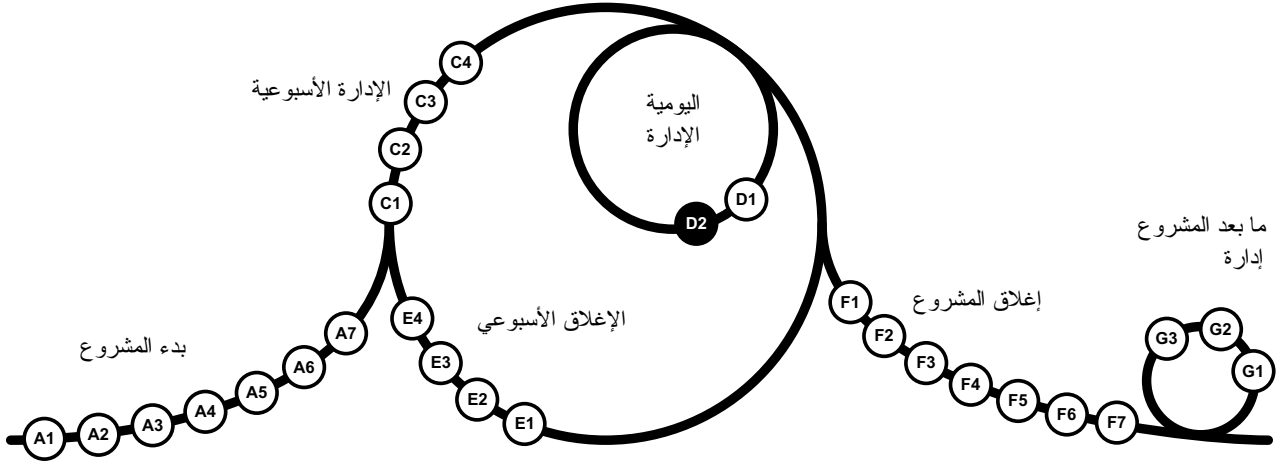 بدء المشروع
A1
A2
A3
A4
A5
A6
A7
الإدارة الأسبوعية
C1
C2
C3
C4
اليومية
الإدارة
D1
D2
الإغلاق الأسبوعي
E1
E2
E3
E4
إغلاق المشروع
F1
F2
F3
F4
F5
F6
F7
ما بعد المشروع
إدارة
G1
G2
G3